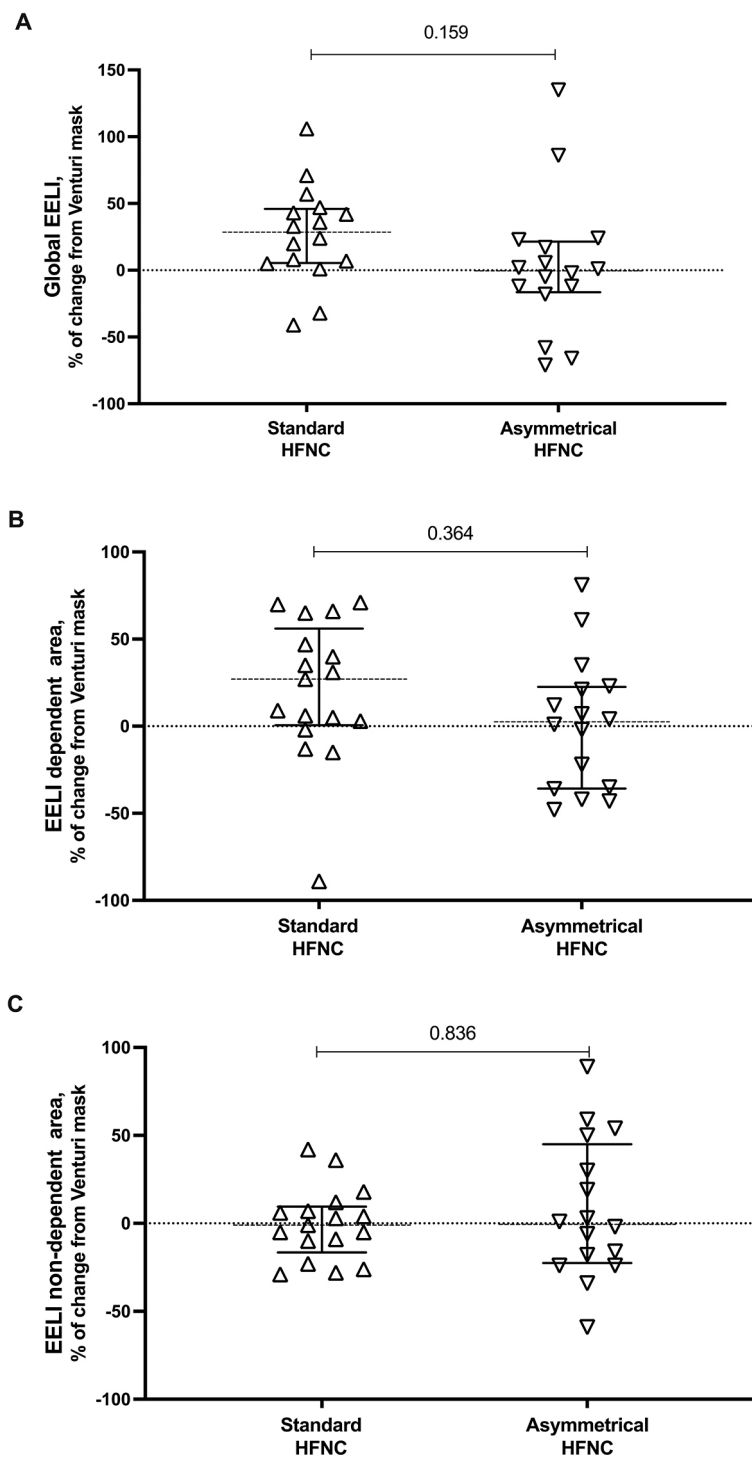 A
0.159
150
100
50
0
-50
-100
Global EELI,
% of change from Venturi mask
Standard
HFNC
Asymmetrical
HFNC
B
0.364
100
50
0
-50
-100
EELI dependent area,
% of change from Venturi mask
Standard
HFNC
Asymmetrical
HFNC
C
0.836
100
50
0
-50
-100
EELI non-dependent area,
% of change from Venturi mask
Standard
HFNC
Asymmetrical
HFNC